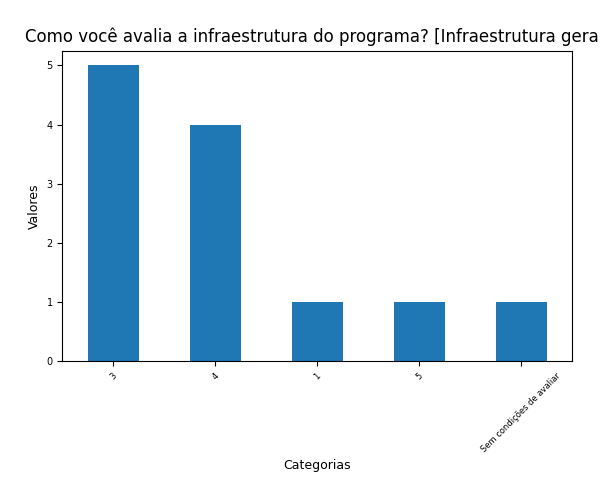 Como você avalia a infraestrutura do programa? [Infraestrutura gera
5
4
3
2
1
0
Valores
3
4
1
5
Sem condições de avaliar
Categorias